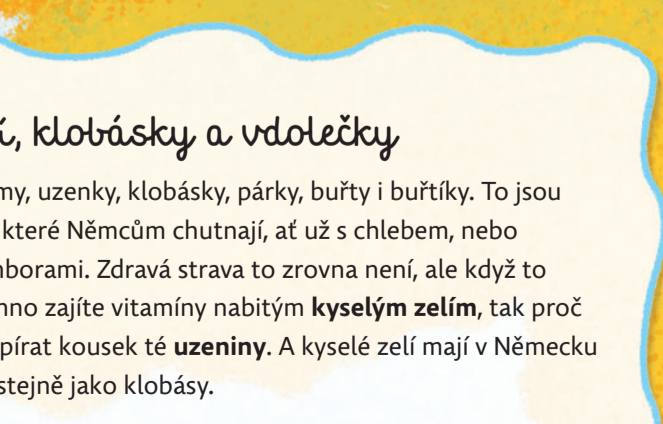 í, klobásky a vdolečky
my, uzenky, klobásky, párky, buřty i buřtíky. To jsou
které Němcům chutnají, ať už s chlebem, nebo
mborami. Zdravá strava to zrovna není, ale když to
hno zajíte vitamíny nabitým kyselým zelím, tak proč
pírat kousek té uzeniny. A kyselé zelí mají v Německu
stejně jako klobásy.